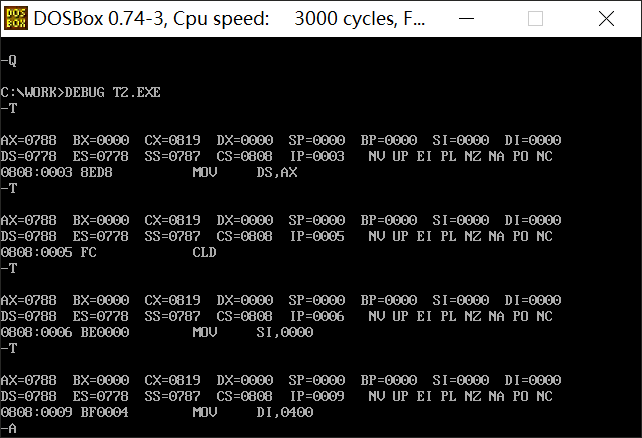 DOS
BOX
DOSBox 0.74-3, Cpu speed: 3000 cycles, F...
-Q
C:\WORK>DEBUG T2.EXE
-T
AX=0788 BX=0000 CX=0819 DX=0000 SP=0000 BP=0000 SI=0000 DI=0000
DS=0778 ES=0778 SS=0787 CS=0808 IP=0003 NV UP EI PL NZ NA PO NC
0808:0003 8ED8 MOV DS,AX
-T
AX=0788 BX=0000 CX=0819 DX=0000 SP=0000 BP=0000 SI=0000 DI=0000
DS=0788 ES=0778 SS=0787 CS=0808 IP=0005 NV UP EI PL NZ NA PO NC
0808:0005 FC CLD
-T
AX=0788 BX=0000 CX=0819 DX=0000 SP=0000 BP=0000 SI=0000 DI=0000
DS=0788 ES=0778 SS=0787 CS=0808 IP=0006 NV UP EI PL NZ NA PO NC
0808:0006 BE0000 MOV SI,0000
-T
AX=0788 BX=0000 CX=0819 DX=0000 SP=0000 BP=0000 SI=0000 DI=0000
DS=0788 ES=0778 SS=0787 CS=0808 IP=0009 NV UP EI PL NZ NA PO NC
0808:0009 BF0004 MOV DI,0400
-A